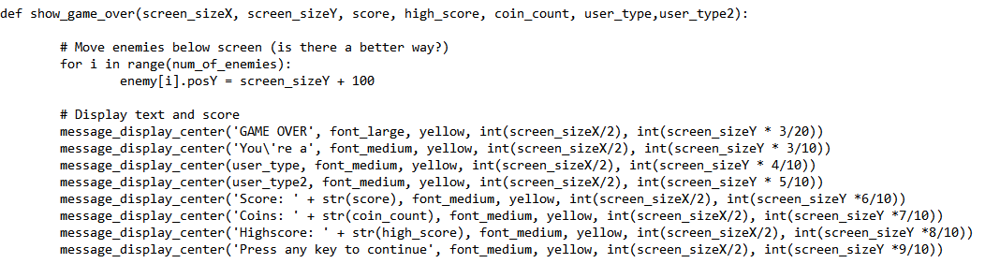 def show_game_over(screen_sizeX, screen_sizeY, score, high_score, coin_count, user_type,user_type2):
# Move enemies below screen (is there a better way?)
for i in range(num_of_enemies):
enemy[i].posY = screen_sizeY + 100
# Display text and score
message_display_center('GAME OVER', font_large, yellow, int(screen_sizeX/2), int(screen_sizeY * 3/20))
message_display_center('You\'re a', font_medium, yellow, int(screen_sizeX/2), int(screen_sizeY * 3/10))
message_display_center(user_type, font_medium, yellow, int(screen_sizeX/2), int(screen_sizeY * 4/10))
message_display_center(user_type2, font_medium, yellow, int(screen_sizeX/2), int(screen_sizeY * 5/10))
message_display_center('Score: ' + str(score), font_medium, yellow, int(screen_sizeX/2), int(screen_sizeY *6/10))
message_display_center('Coins: ' + str(coin_count), font_medium, yellow, int(screen_sizeX/2), int(screen_sizeY *7/10))
message_display_center('Highscore: ' + str(high_score), font_medium, yellow, int(screen_sizeX/2), int(screen_sizeY *8/10))
message_display_center('Press any key to continue', font_medium, yellow, int(screen_sizeX/2), int(screen_sizeY *9/10))